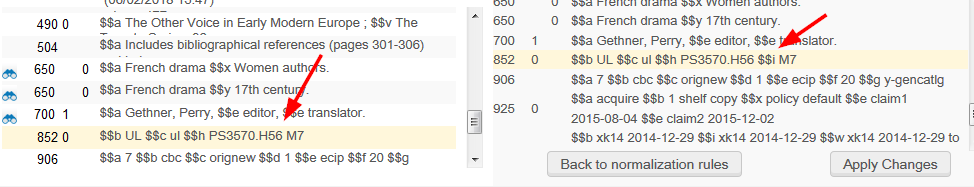 (06/02/2018 15:47)
490 0 $$a The Other Voice in Early Modern Europe ; $$v The
504 $$a Includes bibliographical references (pages 301-306)
650 0 $$a French drama $$x Women authors.
650 0 $$a French drama $$y 17th century.
700 1 $$a Gethner, Perry, $$e editor, $$e translator.
852 0 $$b UL $$c ul $$h PS3570.H56 M7
906 $$a 7 $$b cbc $$c orignew $$d 1 $$e ecip $$f 20 $$g
650 0 $$a French drama $$x Women authors.
650 0 $$a French drama $$y 17th century.
700 1 $$a Gethner, Perry, $$e editor, $$e translator.
852 0 $$b UL $$c ul $$h PS3570.H56 $$i M7
906 $$a 7 $$b cbc $$c orignew $$d 1 $$e ecip $$f 20 $$g y-gencatlg
$$a acquire $$b 1 shelf copy $$x policy default $$e claim1
925 0
2015-08-04 $$e claim2 2015-12-02
$$b xk14 2014-12-29 $$i xk14 2014-12-29 $$w xk14 2014-12-29 to
Back to normalization rules
Apply Changes